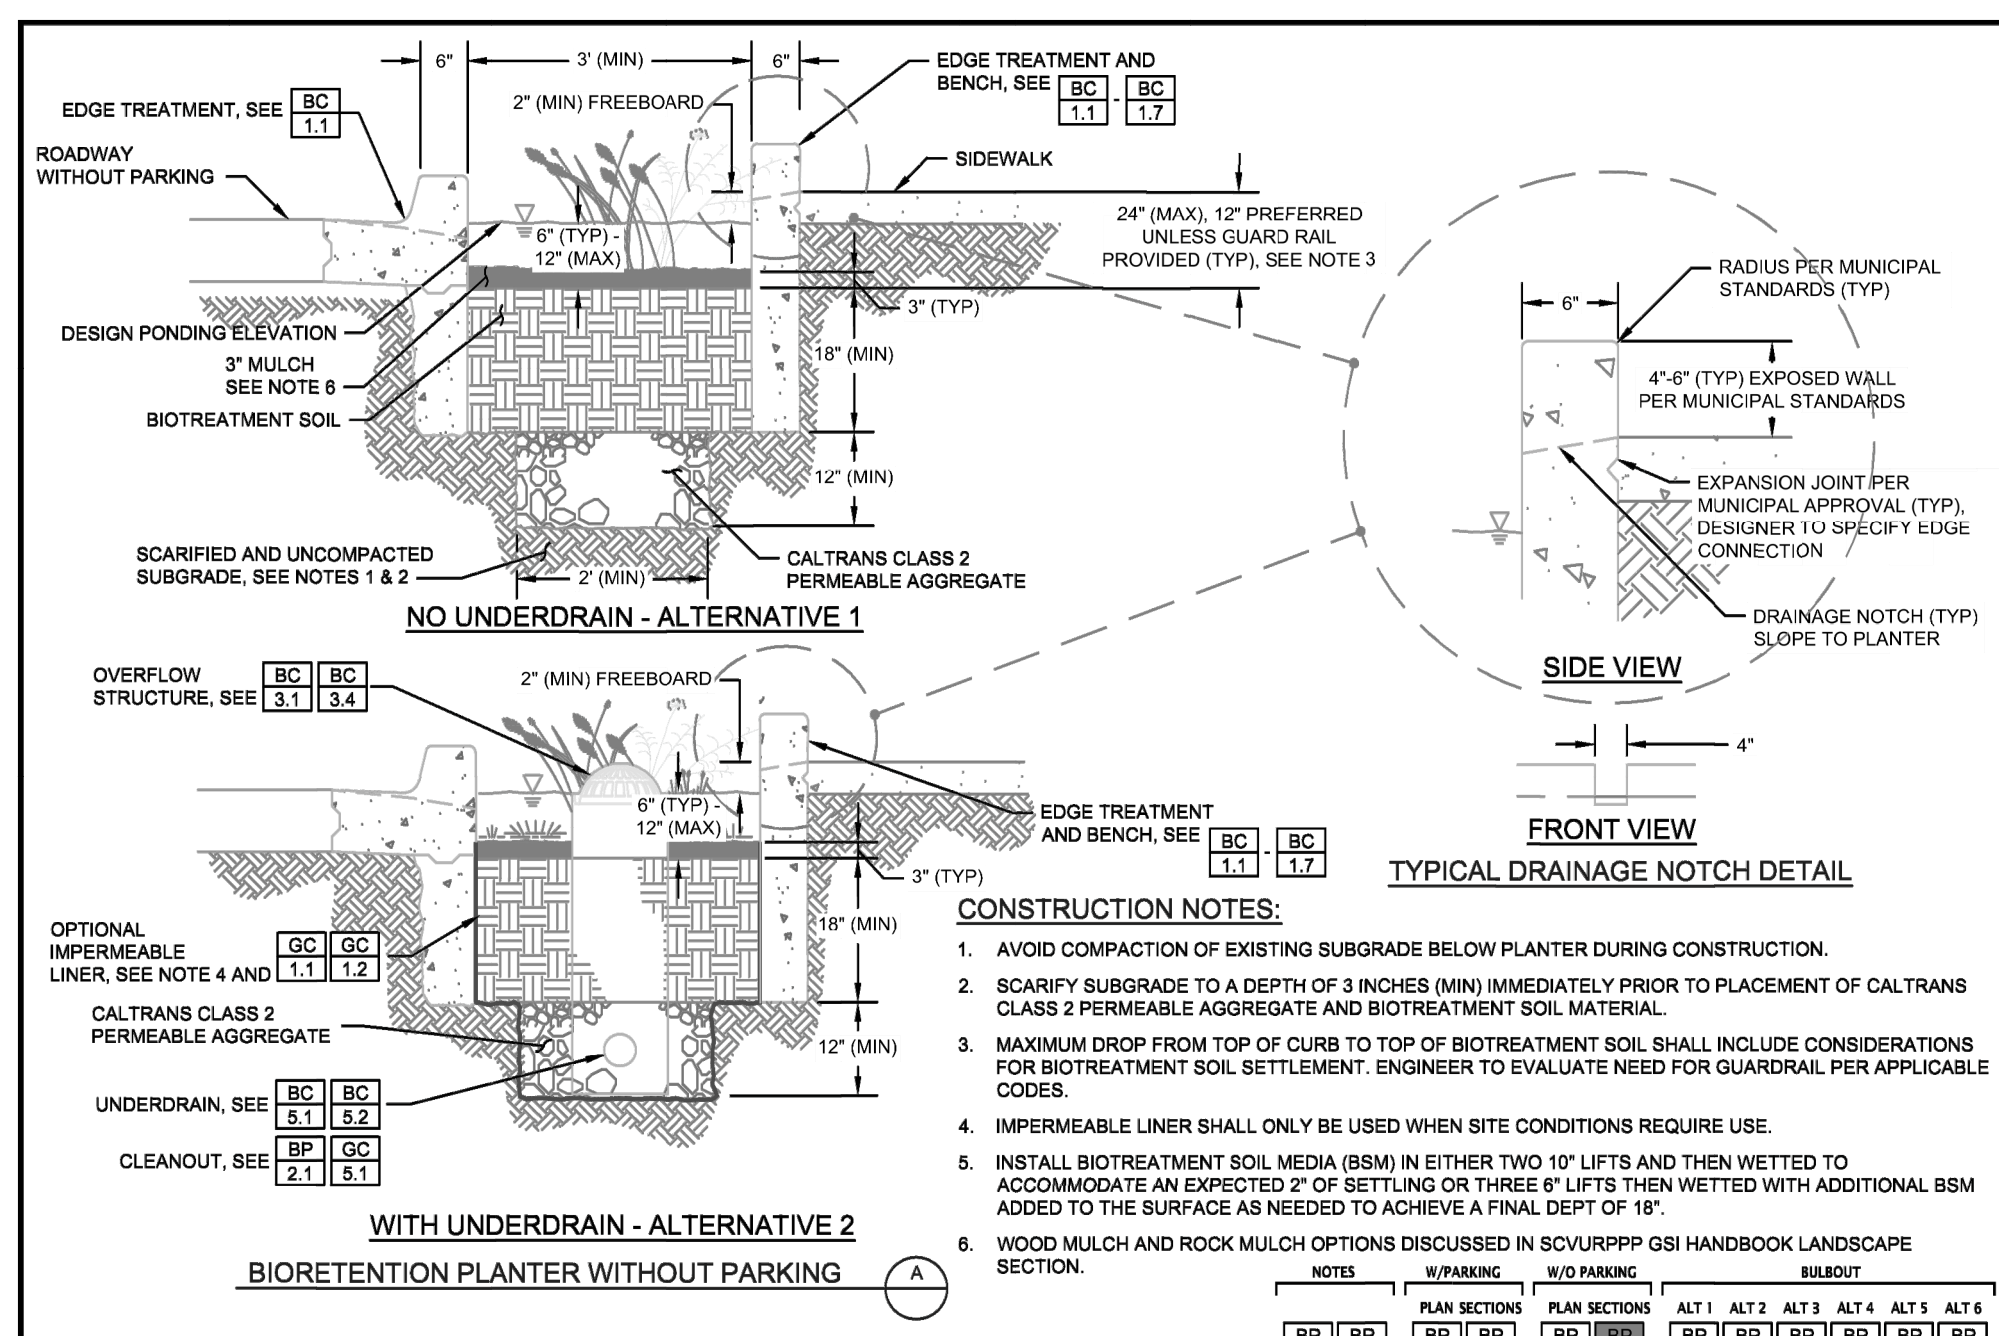 6"
3' (MIN)
6"
EDGE TREATMENT AND
BENCH, SEE
BC
1.1
-
BC
1.7
2" (MIN) FREEBOARD
EDGE TREATMENT, SEE
BC
1.1
ROADWAY
WITHOUT PARKING
SIDEWALK
24" (MAX), 12" PREFERRED
UNLESS GUARD RAIL
PROVIDED (TYP), SEE NOTE 3
6" (TYP) -
12" (MAX)
3" (TYP)
DESIGN PONDING ELEVATION
3" MULCH
SEE NOTE 6
BIOTREATMENT SOIL
18" (MIN)
12" (MIN)
SCARIFIED AND UNCOMPACTED
SUBGRADE, SEE NOTES 1 & 2
2' (MIN)
CALTRANS CLASS 2
PERMEABLE AGGREGATE
NO UNDERDRAIN - ALTERNATIVE 1
RADIUS PER MUNICIPAL
STANDARDS (TYP)
6"
4"-6" (TYP) EXPOSED WALL
PER MUNICIPAL STANDARDS
EXPANSION JOINT PER
MUNICIPAL APPROVAL (TYP),
DESIGNER TO SPECIFY EDGE
CONNECTION
DRAINAGE NOTCH (TYP)
SLOPE TO PLANTER
SIDE VIEW
4"
FRONT VIEW
TYPICAL DRAINAGE NOTCH DETAIL
OVERFLOW
STRUCTURE, SEE
BC
3.1
BC
3.4
2" (MIN) FREEBOARD
6" (TYP) -
12" (MAX)
EDGE TREATMENT
AND BENCH, SEE
BC
1.1
-
BC
1.7
3" (TYP)
18" (MIN)
12" (MIN)
OPTIONAL
IMPERMEABLE
LINER, SEE NOTE 4 AND
GC
1.1
GC
1.2
CALTRANS CLASS 2
PERMEABLE AGGREGATE
UNDERDRAIN, SEE
BC
5.1
BC
5.2
CLEANOUT, SEE
BP
2.1
GC
5.1
WITH UNDERDRAIN - ALTERNATIVE 2
BIORETENTION PLANTER WITHOUT PARKING
A
CONSTRUCTION NOTES:
1. AVOID COMPACTION OF EXISTING SUBGRADE BELOW PLANTER DURING CONSTRUCTION.
2. SCARIFY SUBGRADE TO A DEPTH OF 3 INCHES (MIN) IMMEDIATELY PRIOR TO PLACEMENT OF CALTRANS
CLASS 2 PERMEABLE AGGREGATE AND BIOTREATMENT SOIL MATERIAL.
3. MAXIMUM DROP FROM TOP OF CURB TO TOP OF BIOTREATMENT SOIL SHALL INCLUDE CONSIDERATIONS
FOR BIOTREATMENT SOIL SETTLEMENT. ENGINEER TO EVALUATE NEED FOR GUARDRAIL PER APPLICABLE
CODES.
4. IMPERMEABLE LINER SHALL ONLY BE USED WHEN SITE CONDITIONS REQUIRE USE.
5. INSTALL BIOTREATMENT SOIL MEDIA (BSM) IN EITHER TWO 10" LIFTS AND THEN WETTED TO
ACCOMMODATE AN EXPECTED 2" OF SETTLING OR THREE 6" LIFTS THEN WETTED WITH ADDITIONAL BSM
ADDED TO THE SURFACE AS NEEDED TO ACHIEVE A FINAL DEPT OF 18".
6. WOOD MULCH AND ROCK MULCH OPTIONS DISCUSSED IN SCVURPPP GSI HANDBOOK LANDSCAPE
SECTION.
NOTES W/PARKING W/O PARKING BULBOUT
PLAN SECTIONS PLAN SECTIONS ALT 1 ALT 2 ALT 3 ALT 4 ALT 5 ALT 6
BP BP BP BP BP BP BP BP BP BP BP BP